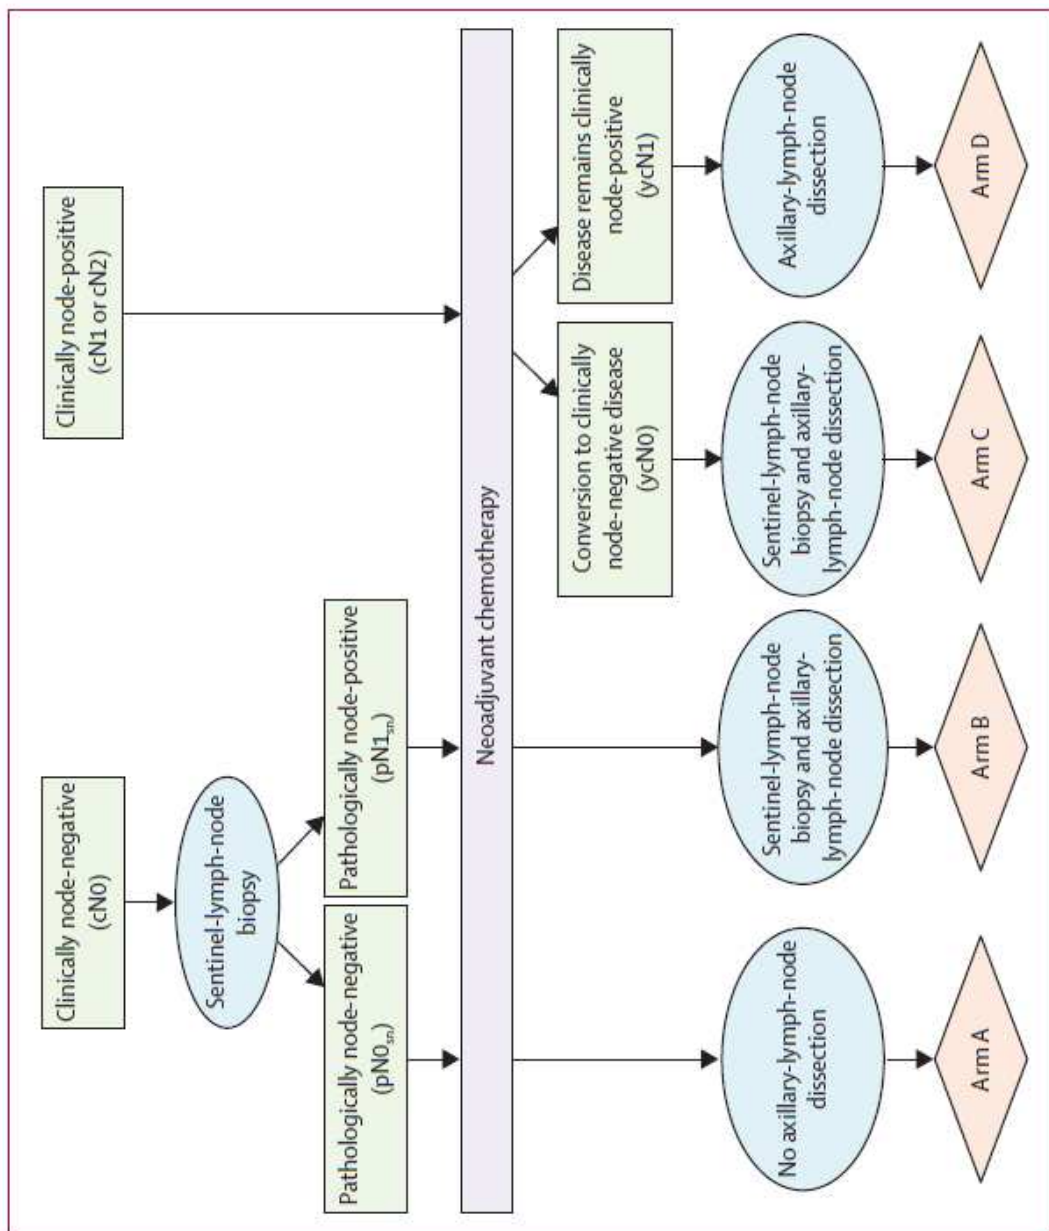 Clinically node-negative
(cN0)
Clinically node-positive
(cN1 or cN2)
Sentinel-lymph-node
biopsy
Pathologically node-negative
(pN0sn)
Pathologically node-positive
(pN1sn)
Neoadjuvant chemotherapy
Conversion to clinically
node-negative disease
(ycN0)
Disease remains clinically
node-positive
(ycN1)
No axillary-lymph-node
dissection
Sentinel-lymph-node
biopsy and axillary-
lymph-node dissection
Sentinel-lymph-node
biopsy and axillary-
lymph-node dissection
Axillary-lymph-node
dissection
Arm A
Arm B
Arm C
Arm D